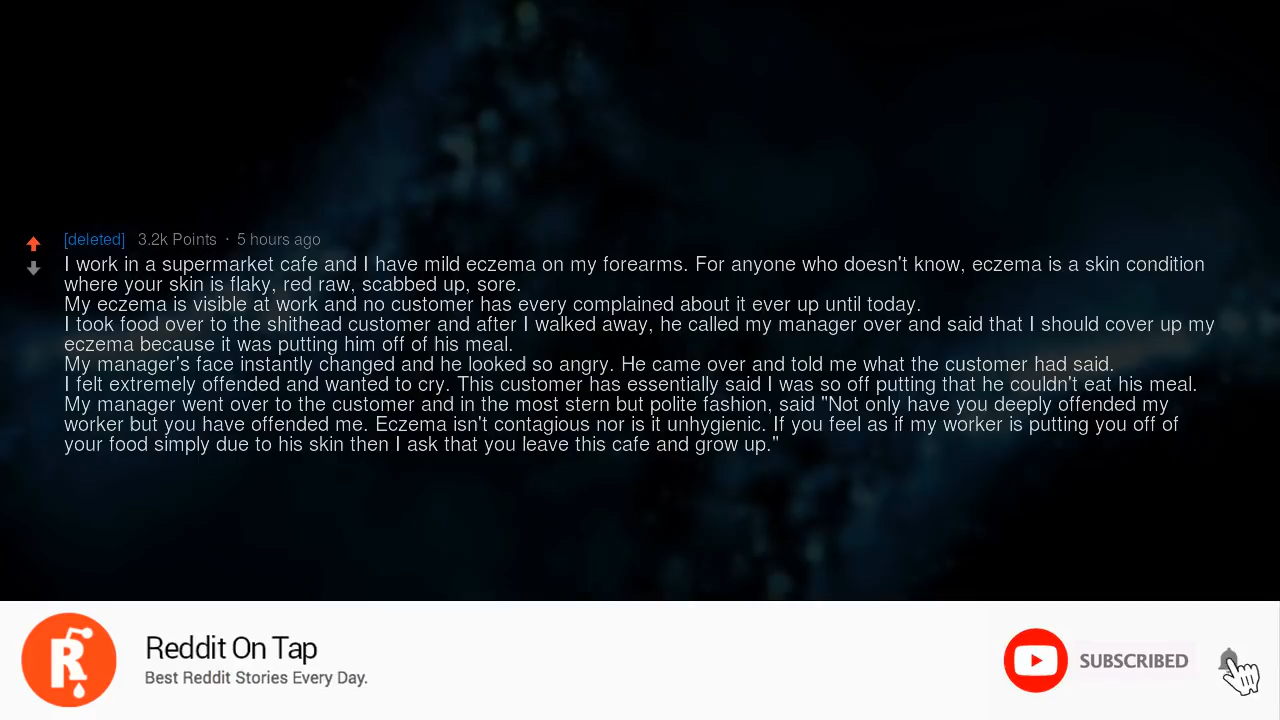 [deleted] 3.2k Points · 5 hours ago
I work in a supermarket cafe and I have mild eczema on my forearms. For anyone who doesn't know, eczema is a skin condition
where your skin is flaky, red raw, scabbed up, sore.
My eczema is visible at work and no customer has every complained about it ever up until today.
I took food over to the shithead customer and after I walked away, he called my manager over and said that I should cover up my
eczema because it was putting him off of his meal.
My manager's face instantly changed and he looked so angry. He came over and told me what the customer had said.
I felt extremely offended and wanted to cry. This customer has essentially said I was so off putting that he couldn't eat his meal.
My manager went over to the customer and in the most stern but polite fashion, said "Not only have you deeply offended my
worker but you have offended me. Eczema isn't contagious nor is it unhygienic. If you feel as if my worker is putting you off of
your food simply due to his skin then I ask that you leave this cafe and grow up."
Reddit On Tap
Best Reddit Stories Every Day.
SUBSCRIBED